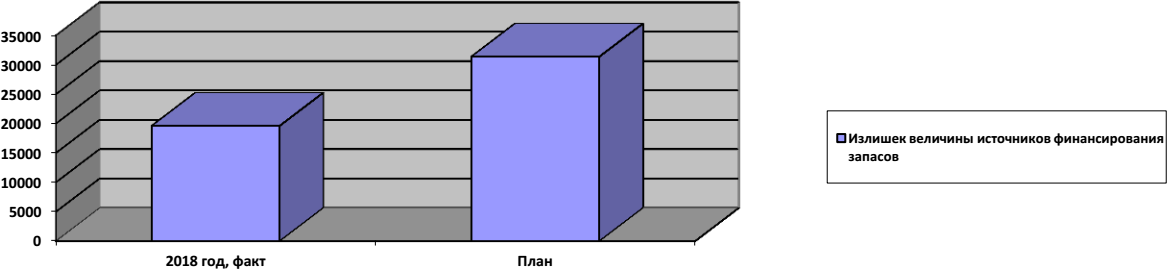 35000
30000
25000
20000
15000
10000
5000
0
2018 год, факт
План
Излишек величины источников финансирования
запасов